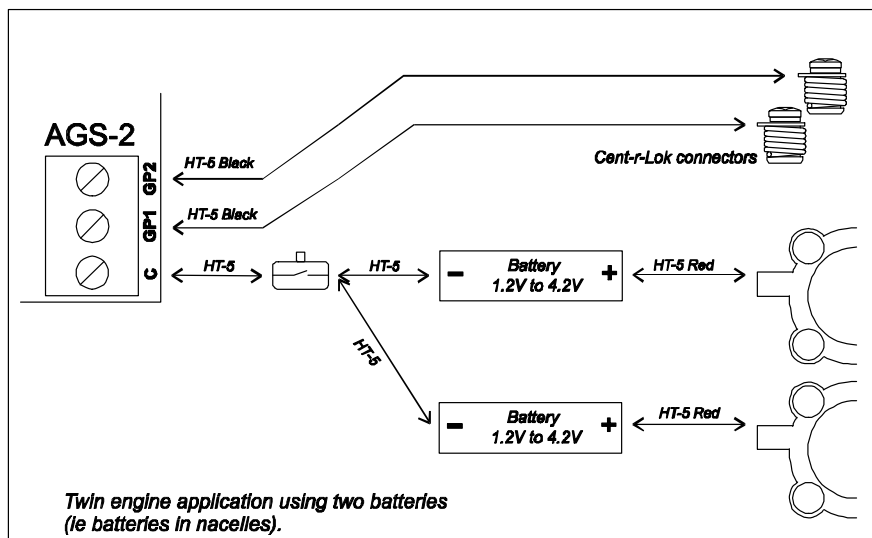 AGS-2
GP2
GP1
C
HT-5 Black
HT-5 Black
HT-5
HT-5
HT-5
Cent-r-Lok connectors
- Battery +
1.2V to 4.2V
HT-5 Red
- Battery +
1.2V to 4.2V
HT-5 Red
Twin engine application using two batteries
(ie batteries in nacelles).